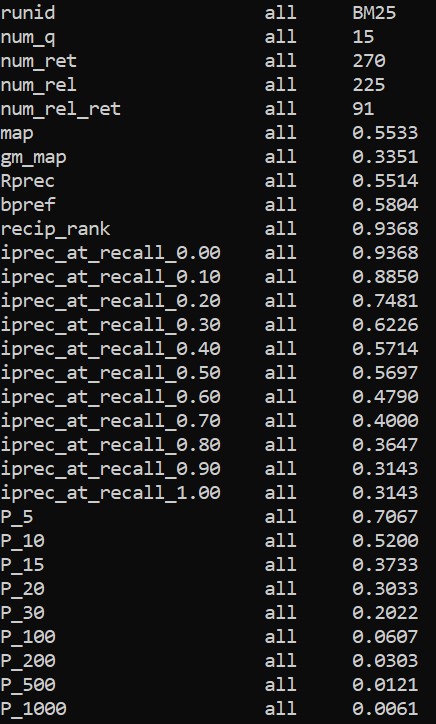 runid all BM25
num_q all 15
num_ret all 270
num_rel all 225
num_rel_ret all 91
map all 0.5533
gm_map all 0.3351
Rprec all 0.5514
bpref all 0.5804
recip_rank all 0.9368
iprec_at_recall_0.00 all 0.9368
iprec_at_recall_0.10 all 0.8850
iprec_at_recall_0.20 all 0.7481
iprec_at_recall_0.30 all 0.6226
iprec_at_recall_0.40 all 0.5714
iprec_at_recall_0.50 all 0.5697
iprec_at_recall_0.60 all 0.4790
iprec_at_recall_0.70 all 0.4000
iprec_at_recall_0.80 all 0.3647
iprec_at_recall_0.90 all 0.3143
iprec_at_recall_1.00 all 0.3143
P_5 all 0.7067
P_10 all 0.5200
P_15 all 0.3733
P_20 all 0.3033
P_30 all 0.2022
P_100 all 0.0607
P_200 all 0.0303
P_500 all 0.0121
P_1000 all 0.0061